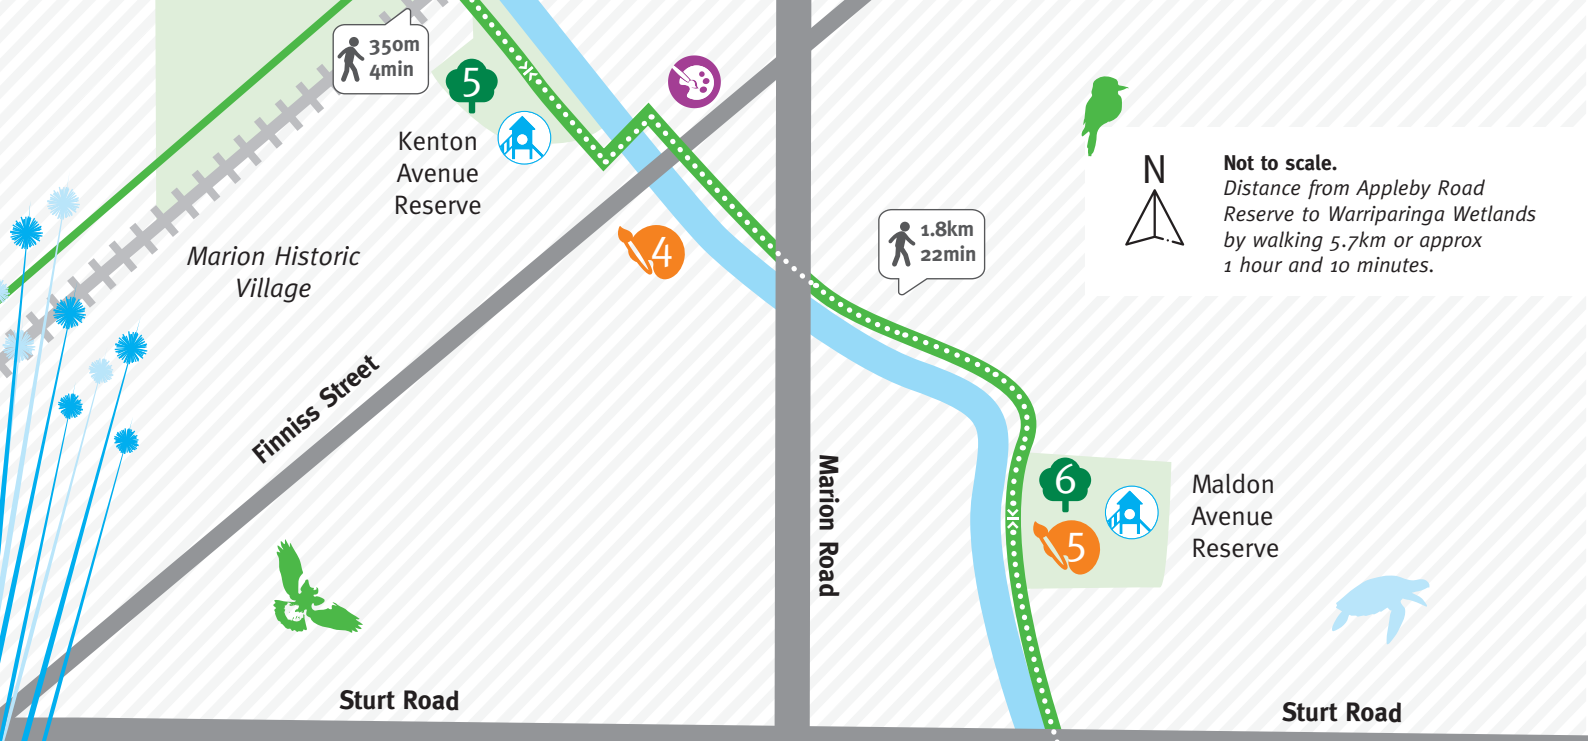 350m
4min
5
Kenton
Avenue
Reserve
Marion Historic
Village
4
Finniss Street
1.8km
22min
N
Not to scale.
Distance from Appleby Road
Reserve to Warriparinga Wetlands
by walking 5.7km or approx
1 hour and 10 minutes.
Marion Road
6
5
Maldon
Avenue
Reserve
Sturt Road
Sturt Road